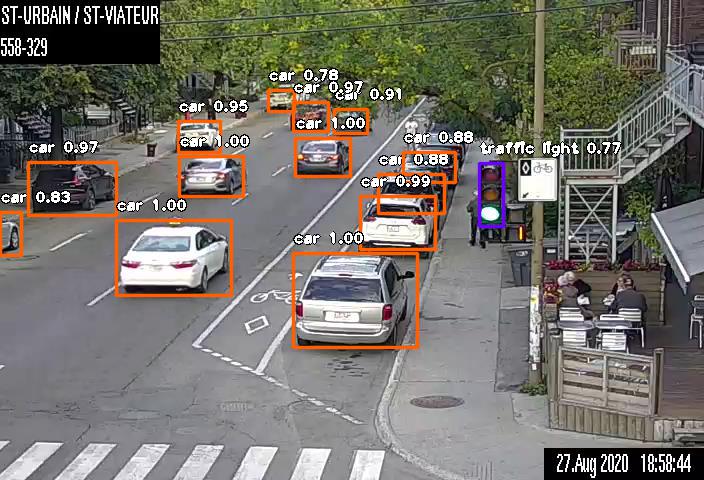 ST-URBAIN / ST-VIATEUR
558-329
car 0.78
car 0.97
car 0.91
car 0.95
car 1.00
car 1.00
car 0.88
traffic light 0.77
car 0.97
car 0.88
car 0.99
car 0.83
car 1.00
car 1.00
27.Aug 2020 18:58:44